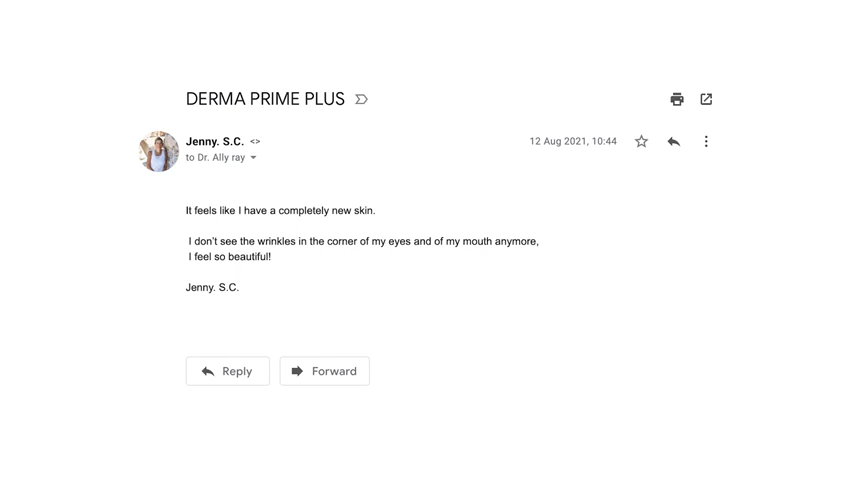 DERMA PRIME PLUS
Jenny. S.C. <>
12 Aug 2021, 10:44
to Dr. Ally ray
It feels like I have a completely new skin.
I don't see the wrinkles in the corner of my eyes and of my mouth anymore,
I feel so beautiful!
Jenny. S.C.
Reply
Forward